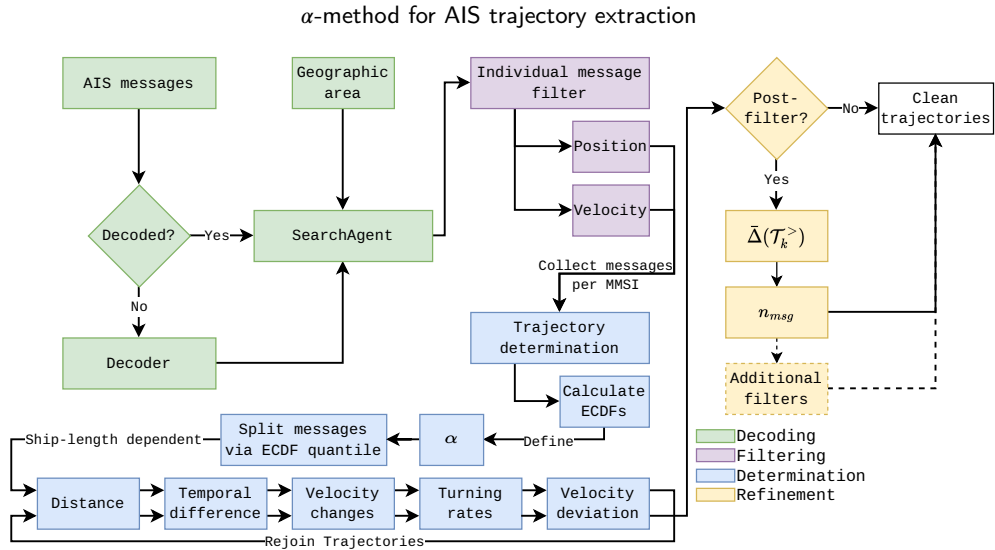 α-method for AIS trajectory extraction
AIS messages
Geographic
area
Individual message
filter
Post-
filter?
No
Clean
trajectories
Position
Decoded?
Yes
SearchAgent
Velocity
Yes
Δ̄(𝒯ₖ^>)
Collect messages
per MMSI
No
n_msg
Decoder
Trajectory
determination
Additional
filters
Calculate
ECDFs
Ship-length dependent
Split messages
via ECDF quantile
α
Define
Decoding
Filtering
Determination
Refinement
Distance
Temporal
difference
Velocity
changes
Turning
rates
Velocity
deviation
Rejoin Trajectories